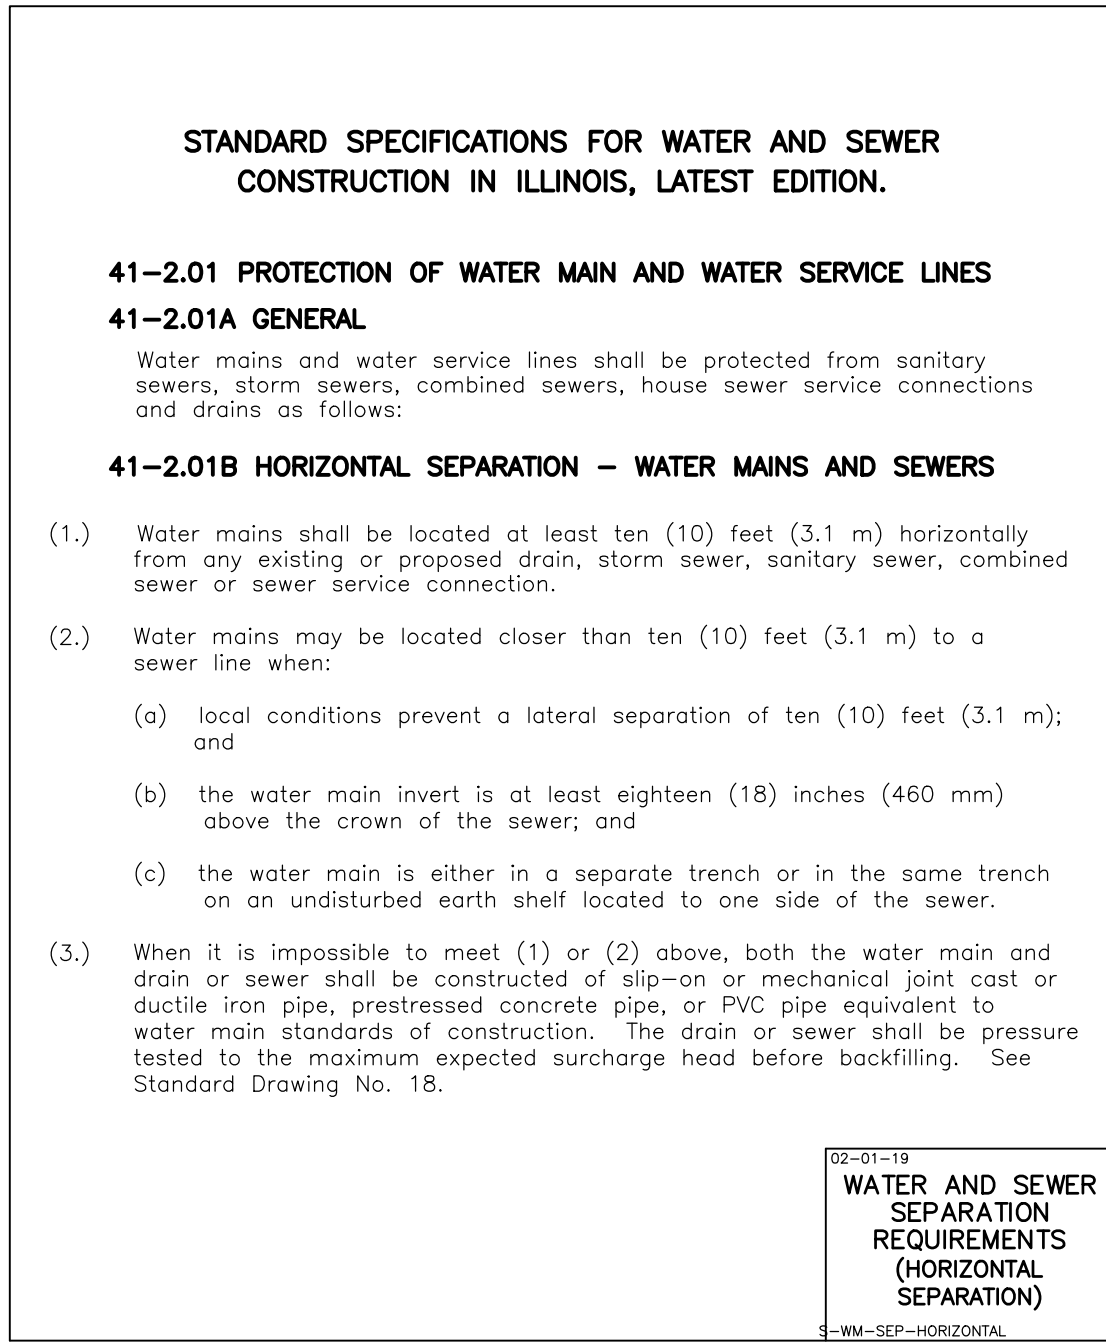 STANDARD SPECIFICATIONS FOR WATER AND SEWER
CONSTRUCTION IN ILLINOIS, LATEST EDITION.
41-2.01 PROTECTION OF WATER MAIN AND WATER SERVICE LINES
41-2.01A GENERAL
Water mains and water service lines shall be protected from sanitary
sewers, storm sewers, combined sewers, house sewer service connections
and drains as follows:
41-2.01B HORIZONTAL SEPARATION - WATER MAINS AND SEWERS
(1.) Water mains shall be located at least ten (10) feet (3.1 m) horizontally
from any existing or proposed drain, storm sewer, sanitary sewer, combined
sewer or sewer service connection.
(2.) Water mains may be located closer than ten (10) feet (3.1 m) to a
sewer line when:
(a) local conditions prevent a lateral separation of ten (10) feet (3.1 m);
and
(b) the water main invert is at least eighteen (18) inches (460 mm)
above the crown of the sewer; and
(c) the water main is either in a separate trench or in the same trench
on an undisturbed earth shelf located to one side of the sewer.
(3.) When it is impossible to meet (1) or (2) above, both the water main and
drain or sewer shall be constructed of slip-on or mechanical joint cast or
ductile iron pipe, prestressed concrete pipe, or PVC pipe equivalent to
water main standards of construction. The drain or sewer shall be pressure
tested to the maximum expected surcharge head before backfilling. See
Standard Drawing No. 18.
02-01-19
WATER AND SEWER
SEPARATION
REQUIREMENTS
(HORIZONTAL
SEPARATION)
S-WM-SEP-HORIZONTAL